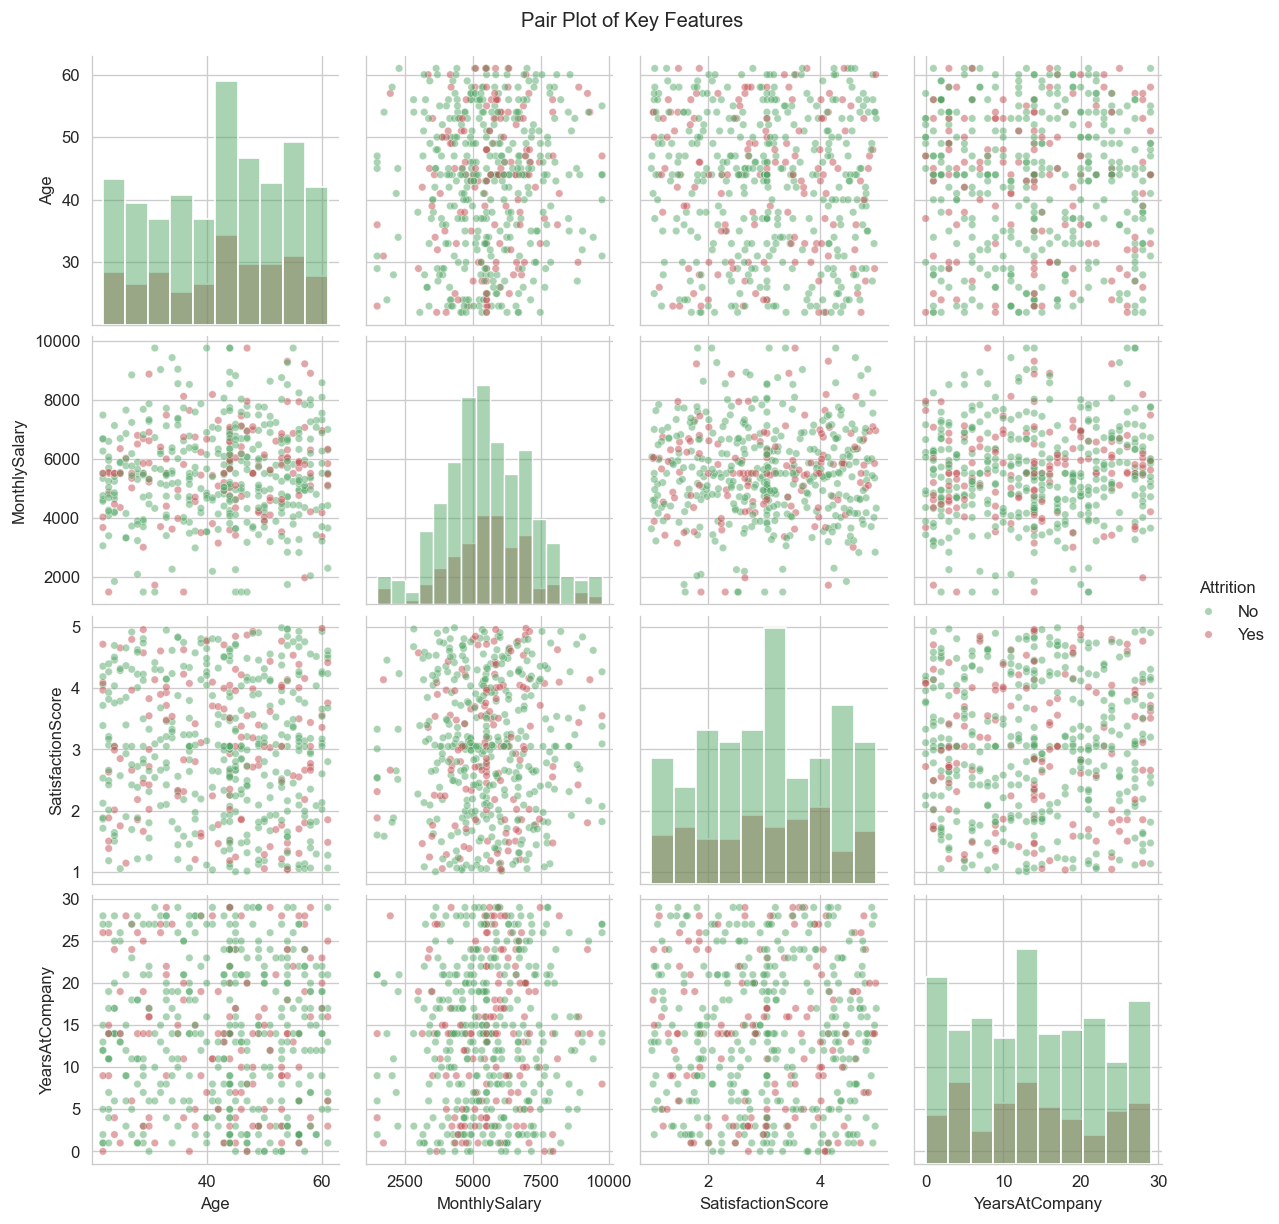 Pair Plot of Key Features
60
50
40
30
Age
10000
8000
6000
4000
2000
MonthlySalary
Attrition
No
Yes
5
4
3
2
1
SatisfactionScore
30
25
20
15
10
5
0
YearsAtCompany
40 60
2500 5000 7500 10000
2 4
0 10 20 30
Age
MonthlySalary
SatisfactionScore
YearsAtCompany